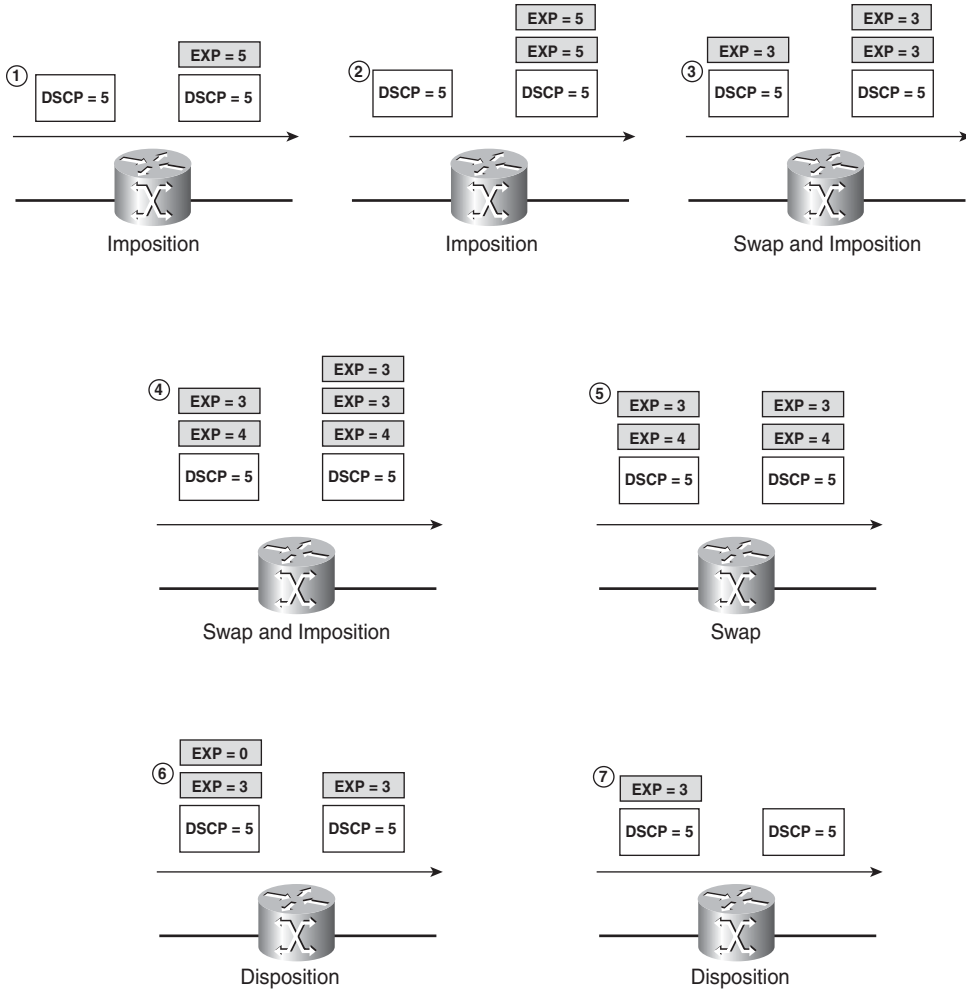 1
DSCP = 5
EXP = 5
DSCP = 5
Imposition
2
DSCP = 5
EXP = 5
EXP = 5
DSCP = 5
Imposition
3
EXP = 3
DSCP = 5
EXP = 3
EXP = 3
DSCP = 5
Swap and Imposition
4
EXP = 3
EXP = 4
DSCP = 5
EXP = 3
EXP = 3
EXP = 4
DSCP = 5
Swap and Imposition
5
EXP = 3
EXP = 4
DSCP = 5
EXP = 3
EXP = 4
DSCP = 5
Swap
6
EXP = 0
EXP = 3
DSCP = 5
EXP = 3
DSCP = 5
Disposition
7
EXP = 3
DSCP = 5
DSCP = 5
Disposition